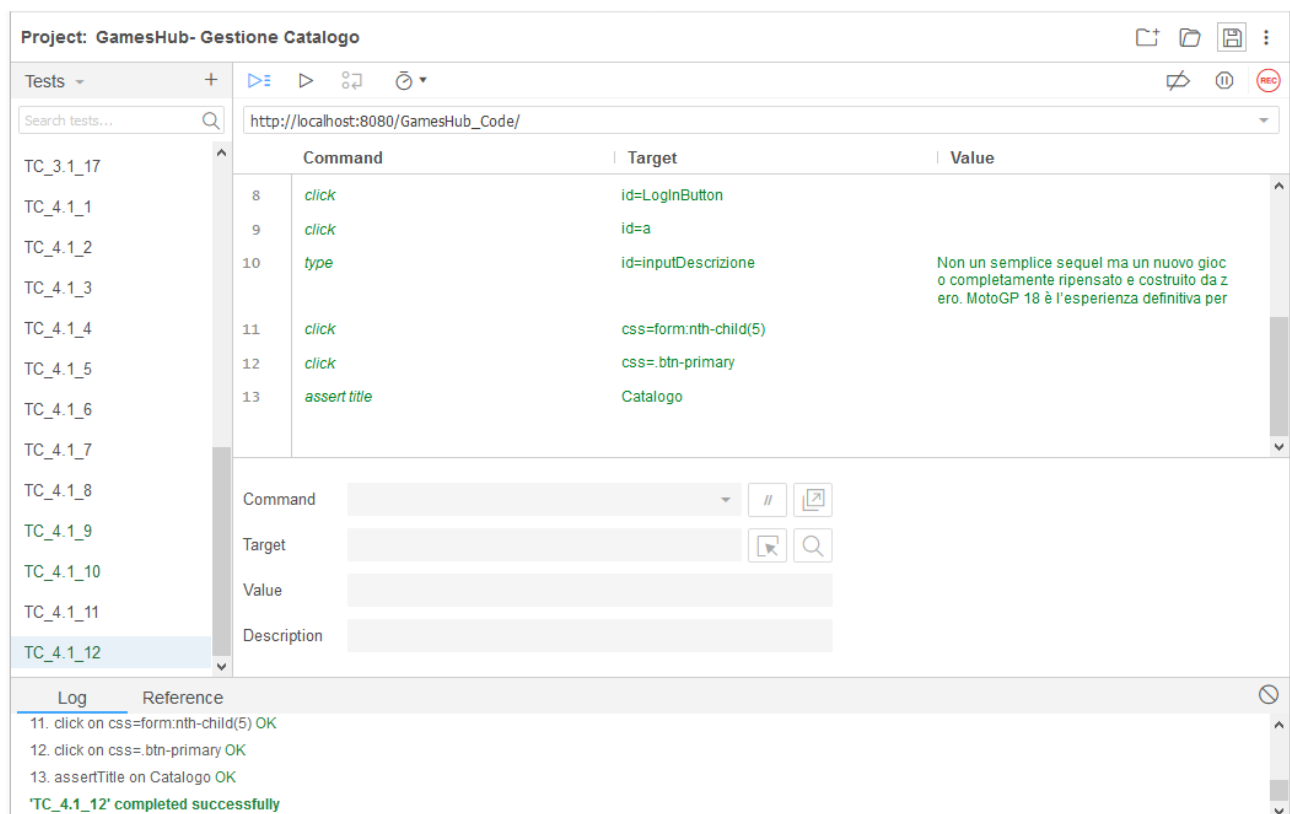 Project: GamesHub- Gestione Catalogo
Tests
+
REC
Search tests...
http://localhost:8080/GamesHub_Code/
Command Target Value
TC_3.1_17
TC_4.1_1
TC_4.1_2
TC_4.1_3
TC_4.1_4
TC_4.1_5
TC_4.1_6
TC_4.1_7
TC_4.1_8
TC_4.1_9
TC_4.1_10
TC_4.1_11
TC_4.1_12
8 click id=LogInButton
9 click id=a
10 type id=inputDescrizione Non un semplice sequel ma un nuovo gioc
o completamente ripensato e costruito da z
ero. MotoGP 18 è l'esperienza definitiva per
11 click css=form:nth-child(5)
12 click css=.btn-primary
13 assert title Catalogo
Command //
Target
Value
Description
Log Reference
11. click on css=form:nth-child(5) OK
12. click on css=.btn-primary OK
13. assertTitle on Catalogo OK
'TC_4.1_12' completed successfully